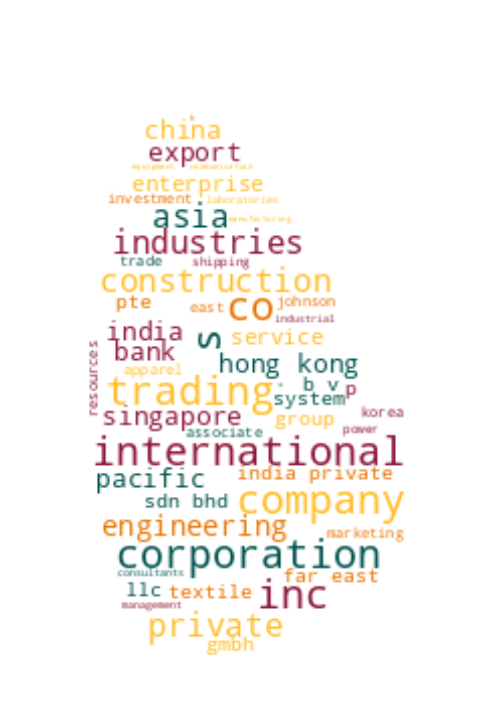 china
export
equipment communication
enterprise
investment laboratories
asia manufacturing
industries
trade shipping
construction
pte east co johnson
industrial
india s service
bank hong kong
resources
apparel
trading b v p
system
singapore group korea
associate power
international
pacific india private
sdn bhd company
engineering marketing
corporation
consultants far east
llc textile inc
management
private
gmbh